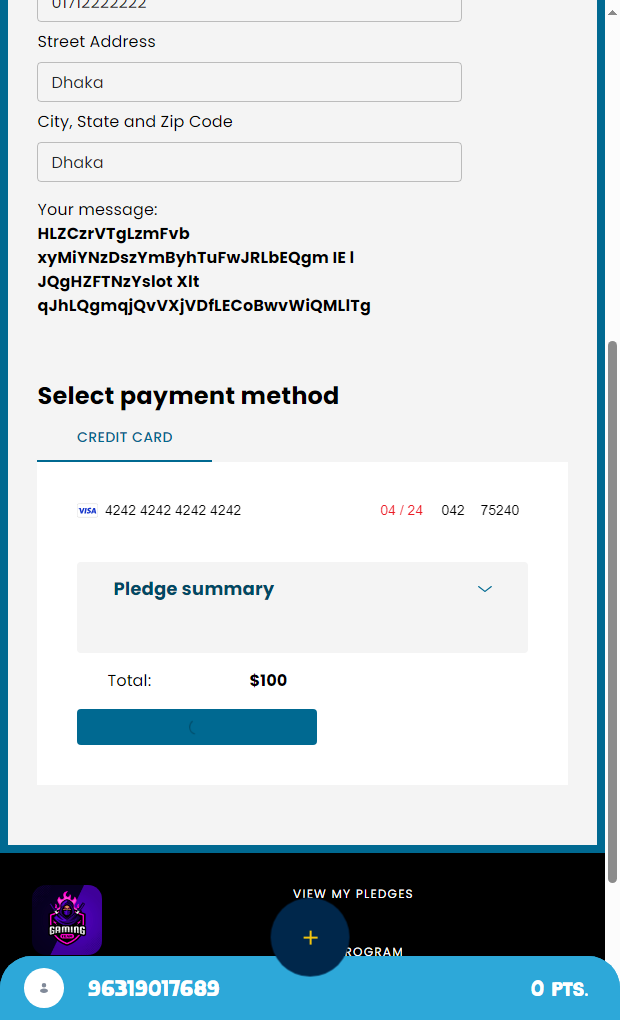 01712222222
Street Address
Dhaka
City, State and Zip Code
Dhaka
Your message:
HLZCzrVTgLzmFvb
xyMiYNzDszYmByhTuFwJRLbEQgm IE l
JQgHZFTNzYslot Xlt
qJhLQgmqjQvVXjVDfLECoBwvWiQMLlTg
Select payment method
CREDIT CARD
VISA 4242 4242 4242 4242 04 / 24 042 75240
Pledge summary
Total: $100
VIEW MY PLEDGES
GAMING
ROGRAM
96319017689 0 PTS.